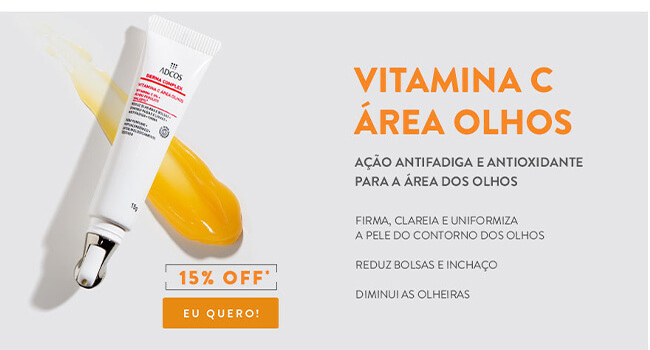 ADCOS
DERMA COMPLEX
VITAMINA C ÁREA OLHOS
15g
15% OFF*
EU QUERO!
VITAMINA C
ÁREA OLHOS
AÇÃO ANTIFADIGA E ANTIOXIDANTE
PARA A ÁREA DOS OLHOS
FIRMA, CLAREIA E UNIFORMIZA
A PELE DO CONTORNO DOS OLHOS
REDUZ BOLSAS E INCHAÇO
DIMINUI AS OLHEIRAS